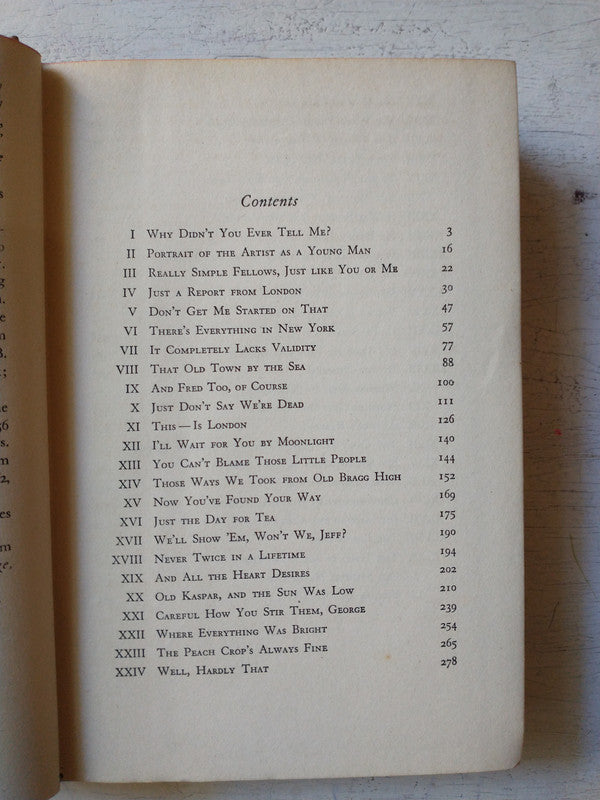 Contents
I WHY DIDN'T YOU EVER TELL ME? 3
II PORTRAIT OF THE ARTIST AS A YOUNG MAN 16
III REALLY SIMPLE FELLOWS, JUST LIKE YOU OR ME 22
IV JUST A REPORT FROM LONDON 30
V DON'T GET ME STARTED ON THAT 47
VI THERE'S EVERYTHING IN NEW YORK 57
VII IT COMPLETELY LACKS VALIDITY 77
VIII THAT OLD TOWN BY THE SEA 88
IX AND FRED TOO, OF COURSE 100
X JUST DON'T SAY WE'RE DEAD 111
XI THIS — IS LONDON 126
XII I'LL WAIT FOR YOU BY MOONLIGHT 140
XIII YOU CAN'T BLAME THOSE LITTLE PEOPLE 144
XIV THOSE WAYS WE TOOK FROM OLD BRAGG HIGH 152
XV NOW YOU'VE FOUND YOUR WAY 169
XVI JUST THE DAY FOR TEA 175
XVII WE'LL SHOW 'EM, WON'T WE, JEFF? 190
XVIII NEVER TWICE IN A LIFETIME 194
XIX AND ALL THE HEART DESIRES 202
XX OLD KASPAR, AND THE SUN WAS LOW 210
XXI CAREFUL HOW YOU STIR THEM, GEORGE 239
XXII WHERE EVERYTHING WAS BRIGHT 254
XXIII THE PEACH CROP'S ALWAYS FINE 265
XXIV WELL, HARDLY THAT 278